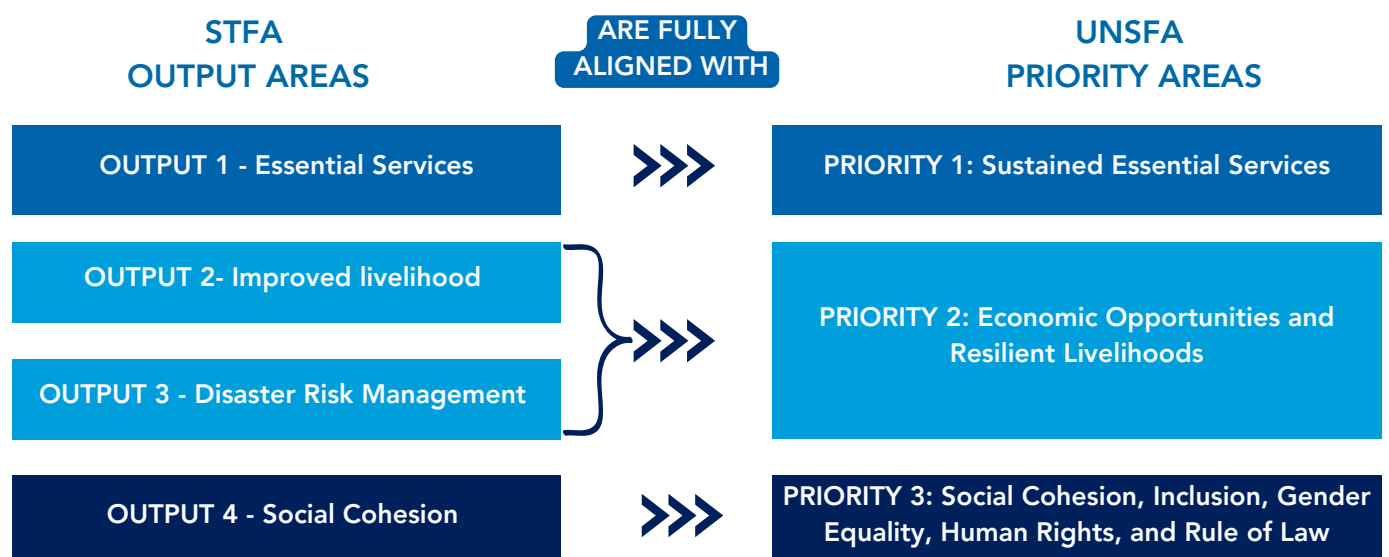 STFA
OUTPUT AREAS
ARE FULLY
ALIGNED WITH
UNSFA
PRIORITY AREAS
OUTPUT 1 - Essential Services
PRIORITY 1: Sustained Essential Services
OUTPUT 2- Improved livelihood
OUTPUT 3 - Disaster Risk Management
PRIORITY 2: Economic Opportunities and
Resilient Livelihoods
OUTPUT 4 - Social Cohesion
PRIORITY 3: Social Cohesion, Inclusion, Gender
Equality, Human Rights, and Rule of Law